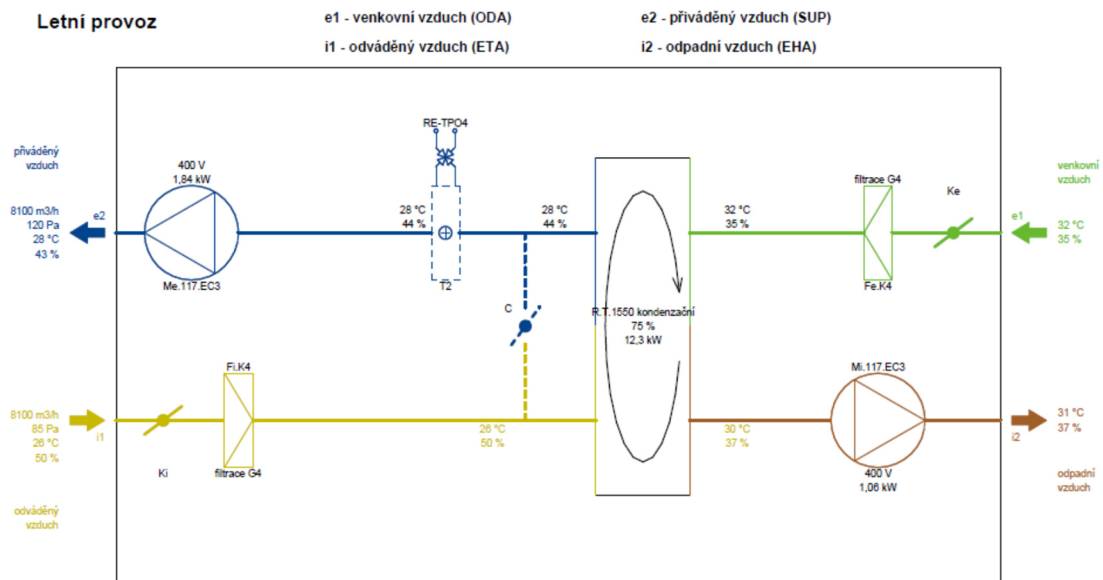 Letní provoz
e1 - venkovní vzduch (ODA)
e2 - přiváděný vzduch (SUP)
i1 - odváděný vzduch (ETA)
i2 - odpadní vzduch (EHA)
RE-TPO4
přiváděný
vzduch
400 V
1,84 kW
8100 m3/h
120 Pa
28 °C
43 %
e2
Me.117.EC3
28 °C
44 %
T2
28 °C
44 %
32 °C
35 %
filtrace G4
Fe.K4
Ke
venkovní
vzduch
e1
32 °C
35 %
C
R.T.1550 kondenzační
75 %
12,3 kW
8100 m3/h
85 Pa
26 °C
50 %
i1
Ki
Fi.K4
filtrace G4
26 °C
50 %
30 °C
37 %
Mi.117.EC3
400 V
1,06 kW
31 °C
37 %
i2
odváděný
vzduch
odpadní
vzduch